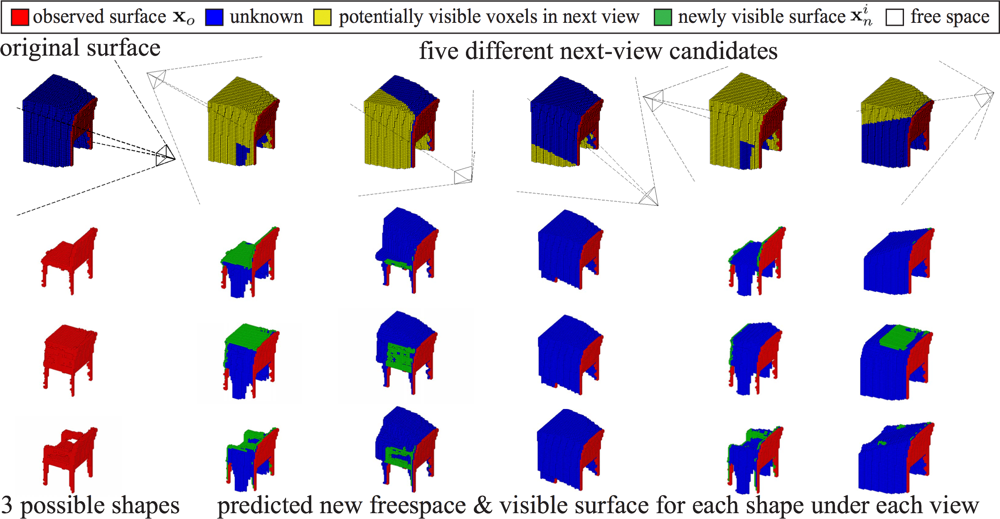 observed surface x_o unknown potentially visible voxels in next view newly visible surface x_n^i free space
original surface
five different next-view candidates
3 possible shapes
predicted new freespace & visible surface for each shape under each view